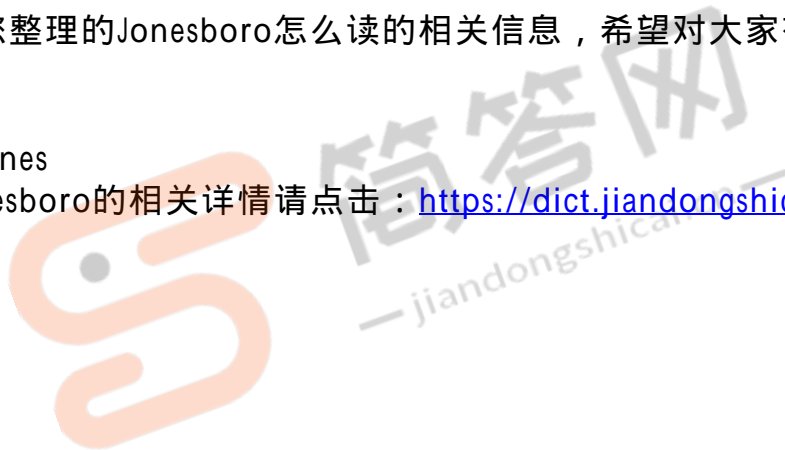 整理的Jonesboro怎么读的相关信息，希望对大家
nes
esboro的相关详情请点击：https://dict.jiandongshic
简答网
jiandongshican